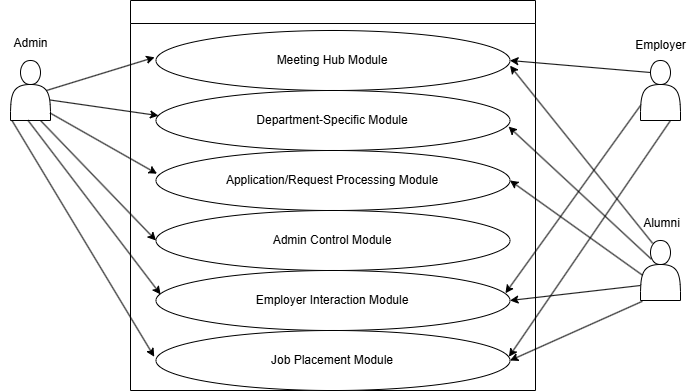 Admin
Employer
Meeting Hub Module
Department-Specific Module
Application/Request Processing Module
Alumni
Admin Control Module
Employer Interaction Module
Job Placement Module